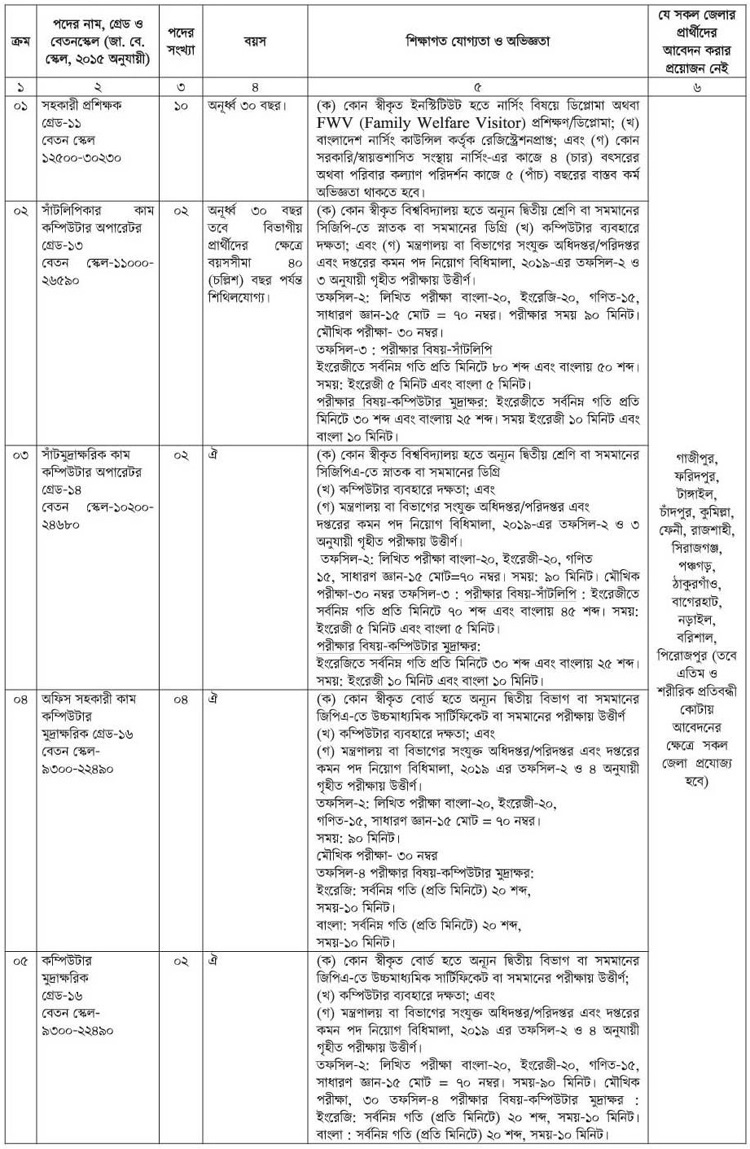 ক্রম
পদের নাম, গ্রেড ও
বেতনস্কেল (জা. বে.
স্কেল, ২০১৫ অনুযায়ী)
পদের
সংখ্যা
বয়স
শিক্ষাগত যোগ্যতা ও অভিজ্ঞতা
যে সকল জেলার
প্রার্থীদের
আবেদন করার
প্রয়োজন নেই
১
২
৩
৪
৫
৬
০১
সহকারী প্রশিক্ষক
গ্রেড-১১
বেতন স্কেল
১২৫০০-৩০২৩০
১০
অনূর্ধ্ব ৩০ বছর।
(ক) কোন স্বীকৃত ইনস্টিটিউট হতে নার্সিং বিষয়ে ডিপ্লোমা অথবা
FWV (Family Welfare Visitor) প্রশিক্ষণ/ডিপ্লোমা; (খ)
বাংলাদেশ নার্সিং কাউন্সিল কর্তৃক রেজিস্ট্রেশনপ্রাপ্ত; এবং (গ) কোন
সরকারি/স্বায়ত্তশাসিত সংস্থায় নার্সিং-এর কাজে ৪ (চার) বৎসরের
অথবা পরিবার কল্যাণ পরিদর্শন কাজে ৫ (পাঁচ) বছরের বাস্তব কর্ম
অভিজ্ঞতা থাকতে হবে।
০২
সাঁটলিপিকার কাম
কম্পিউটার অপারেটর
গ্রেড-১৩
বেতন স্কেল-১১০০০-
২৬৫৯০
০২
অনূর্ধ্ব ৩০ বছর
তবে বিভাগীয়
প্রার্থীদের ক্ষেত্রে
বয়সসীমা ৪০
(চল্লিশ) বছর পর্যন্ত
শিথিলযোগ্য।
(ক) কোন স্বীকৃত বিশ্ববিদ্যালয় হতে অন্যূন দ্বিতীয় শ্রেণি বা সমমানের
সিজিপি-তে স্নাতক বা সমমানের ডিগ্রি (খ) কম্পিউটার ব্যবহারে
দক্ষতা; এবং (গ) মন্ত্রণালয় বা বিভাগের সংযুক্ত অধিদপ্তর/পরিদপ্তর
এবং দপ্তরের কমন পদ নিয়োগ বিধিমালা, ২০১৯-এর তফসিল-২ ও
৩ অনুযায়ী গৃহীত পরীক্ষায় উত্তীর্ণ।
তফসিল-২: লিখিত পরীক্ষা বাংলা-২০, ইংরেজি-২০, গণিত-১৫,
সাধারণ জ্ঞান-১৫ মোট = ৭০ নম্বর। পরীক্ষার সময় ৯০ মিনিট।
মৌখিক পরীক্ষা- ৩০ নম্বর।
তফসিল-৩ : পরীক্ষার বিষয়-সাঁটলিপি
ইংরেজীতে সর্বনিম্ন গতি প্রতি মিনিটে ৮০ শব্দ এবং বাংলায় ৫০ শব্দ।
সময়: ইংরেজী ৫ মিনিট এবং বাংলা ৫ মিনিট।
পরীক্ষার বিষয়-কম্পিউটার মুদ্রাক্ষর: ইংরেজীতে সর্বনিম্ন গতি প্রতি
মিনিটে ৩০ শব্দ এবং বাংলায় ২৫ শব্দ। সময় ইংরেজী ১০ মিনিট এবং
বাংলা ১০ মিনিট।
০৩
সাঁটমুদ্রাক্ষরিক কাম
কম্পিউটার অপারেটর
গ্রেড-১৪
বেতন স্কেল-১০২০০-
২৪৬৮০
০২
ঐ
(ক) কোন স্বীকৃত বিশ্ববিদ্যালয় হতে অন্যূন দ্বিতীয় শ্রেণি বা সমমানের
সিজিপিএ-তে স্নাতক বা সমমানের ডিগ্রি
(খ) কম্পিউটার ব্যবহারে দক্ষতা; এবং
(গ) মন্ত্রণালয় বা বিভাগের সংযুক্ত অধিদপ্তর/পরিদপ্তর এবং
দপ্তরের কমন পদ নিয়োগ বিধিমালা, ২০১৯-এর তফসিল-২ ও ৩
অনুযায়ী গৃহীত পরীক্ষায় উত্তীর্ণ।
তফসিল-২: লিখিত পরীক্ষা বাংলা-২০, ইংরেজী-২০, গণিত
১৫, সাধারণ জ্ঞান-১৫ মোট=৭০ নম্বর। সময়: ৯০ মিনিট। মৌখিক
পরীক্ষা-৩০ নম্বর তফসিল-৩ : পরীক্ষার বিষয়-সাঁটলিপি : ইংরেজীতে
সর্বনিম্ন গতি প্রতি মিনিটে ৭০ শব্দ এবং বাংলায় ৪৫ শব্দ। সময়:
ইংরেজী ৫ মিনিট এবং বাংলা ৫ মিনিট।
পরীক্ষার বিষয়-কম্পিউটার মুদ্রাক্ষর:
ইংরেজিতে সর্বনিম্ন গতি প্রতি মিনিটে ৩০ শব্দ এবং বাংলায় ২৫ শব্দ।
সময়: ইংরেজী ১০ মিনিট এবং বাংলা ১০ মিনিট।
গাজীপুর,
ফরিদপুর,
টাঙ্গাইল,
চাঁদপুর, কুমিল্লা,
ফেনী, রাজশাহী,
সিরাজগঞ্জ,
পঞ্চগড়,
ঠাকুরগাঁও,
বাগেরহাট,
নড়াইল,
বরিশাল,
পিরোজপুর (তবে
এতিম ও
শারীরিক প্রতিবন্ধী
কোটায়
আবেদনের
ক্ষেত্রে সকল
জেলা প্রযোজ্য
হবে)
০৪
অফিস সহকারী কাম
কম্পিউটার
মুদ্রাক্ষরিক গ্রেড-১৬
বেতন স্কেল-
৯৩০০-২২৪৯০
০৪
ঐ
(ক) কোন স্বীকৃত বোর্ড হতে অন্যূন দ্বিতীয় বিভাগ বা সমমানের
জিপিএ-তে উচ্চমাধ্যমিক সার্টিফিকেট বা সমমানের পরীক্ষায় উত্তীর্ণ
(খ) কম্পিউটার ব্যবহারে দক্ষতা; এবং
(গ) মন্ত্রণালয় বা বিভাগের সংযুক্ত অধিদপ্তর/পরিদপ্তর এবং দপ্তরের
কমন পদ নিয়োগ বিধিমালা, ২০১৯ এর তফসিল-২ ও ৪ অনুযায়ী
গৃহীত পরীক্ষায় উত্তীর্ণ।
তফসিল-২: লিখিত পরীক্ষা বাংলা-২০, ইংরেজী-২০,
গণিত-১৫, সাধারণ জ্ঞান-১৫ মোট = ৭০ নম্বর।
সময়: ৯০ মিনিট।
মৌখিক পরীক্ষা- ৩০ নম্বর
তফসিল-৪ পরীক্ষার বিষয়-কম্পিউটার মুদ্রাক্ষর:
ইংরেজি: সর্বনিম্ন গতি (প্রতি মিনিটে) ২০ শব্দ,
সময়-১০ মিনিট।
বাংলা: সর্বনিম্ন গতি (প্রতি মিনিটে) ২০ শব্দ,
সময়-১০ মিনিট।
০৫
কম্পিউটার
মুদ্রাক্ষরিক
গ্রেড-১৬
বেতন স্কেল-
৯৩০০-২২৪৯০
০২
ঐ
(ক) কোন স্বীকৃত বোর্ড হতে অন্যূন দ্বিতীয় বিভাগ বা সমমানের
জিপিএ-তে উচ্চমাধ্যমিক সার্টিফিকেট বা সমমানের পরীক্ষায় উত্তীর্ণ;
(খ) কম্পিউটার ব্যবহারে দক্ষতা; এবং
(গ) মন্ত্রণালয় বা বিভাগের সংযুক্ত অধিদপ্তর/পরিদপ্তর এবং দপ্তরের
কমন পদ নিয়োগ বিধিমালা, ২০১৯ এর তফসিল-২ ও ৪ অনুযায়ী
গৃহীত পরীক্ষায় উত্তীর্ণ।
তফসিল-২: লিখিত পরীক্ষা বাংলা-২০, ইংরেজী-২০, গণিত-১৫,
সাধারণ জ্ঞান-১৫ মোট = ৭০ নম্বর। সময়-৯০ মিনিট। মৌখিক
পরীক্ষা, ৩০ তফসিল-৪ পরীক্ষার বিষয়-কম্পিউটার মুদ্রাক্ষর :
ইংরেজি: সর্বনিম্ন গতি (প্রতি মিনিটে) ২০ শব্দ, সময়-১০ মিনিট।
বাংলা : সর্বনিম্ন গতি (প্রতি মিনিটে) ২০ শব্দ, সময়-১০ মিনিট।